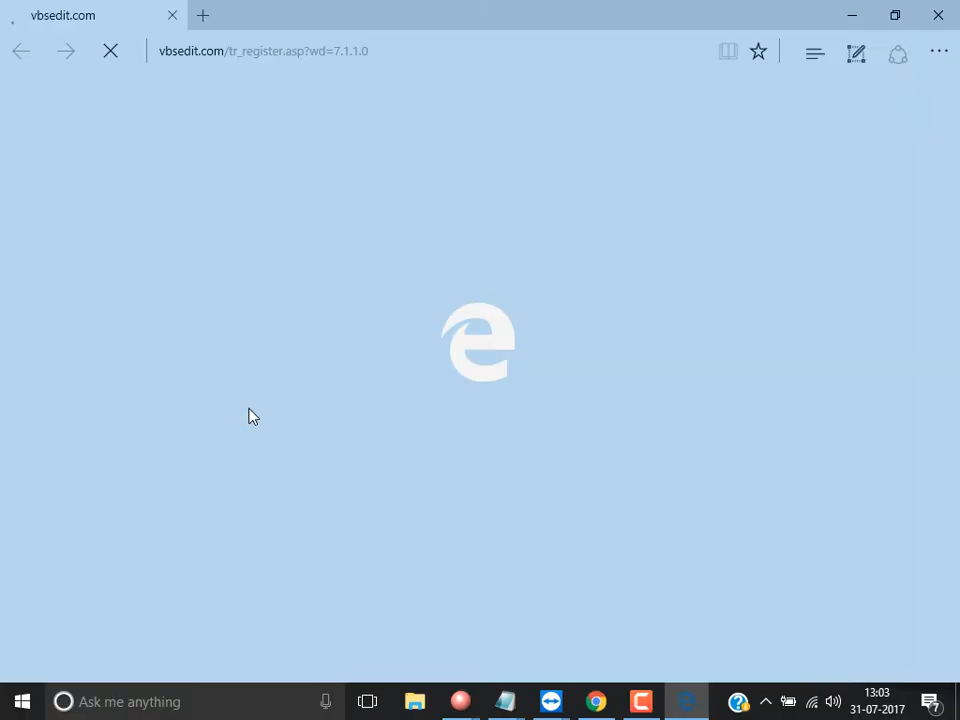 vbsedit.com
vbsedit.com/tr_register.asp?wd=7.1.1.0
Ask me anything
13:03
31-07-2017
7